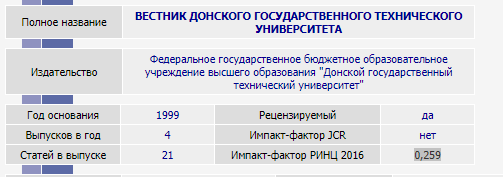 Полное название
ВЕСТНИК ДОНСКОГО ГОСУДАРСТВЕННОГО ТЕХНИЧЕСКОГО
УНИВЕРСИТЕТА
Издательство
Федеральное государственное бюджетное образовательное
учреждение высшего образования "Донской государственный
технический университет"
Год основания 1999 Рецензируемый да
Выпусков в год 4 Импакт-фактор JCR нет
Статей в выпуске 21 Импакт-фактор РИНЦ 2016 0,259